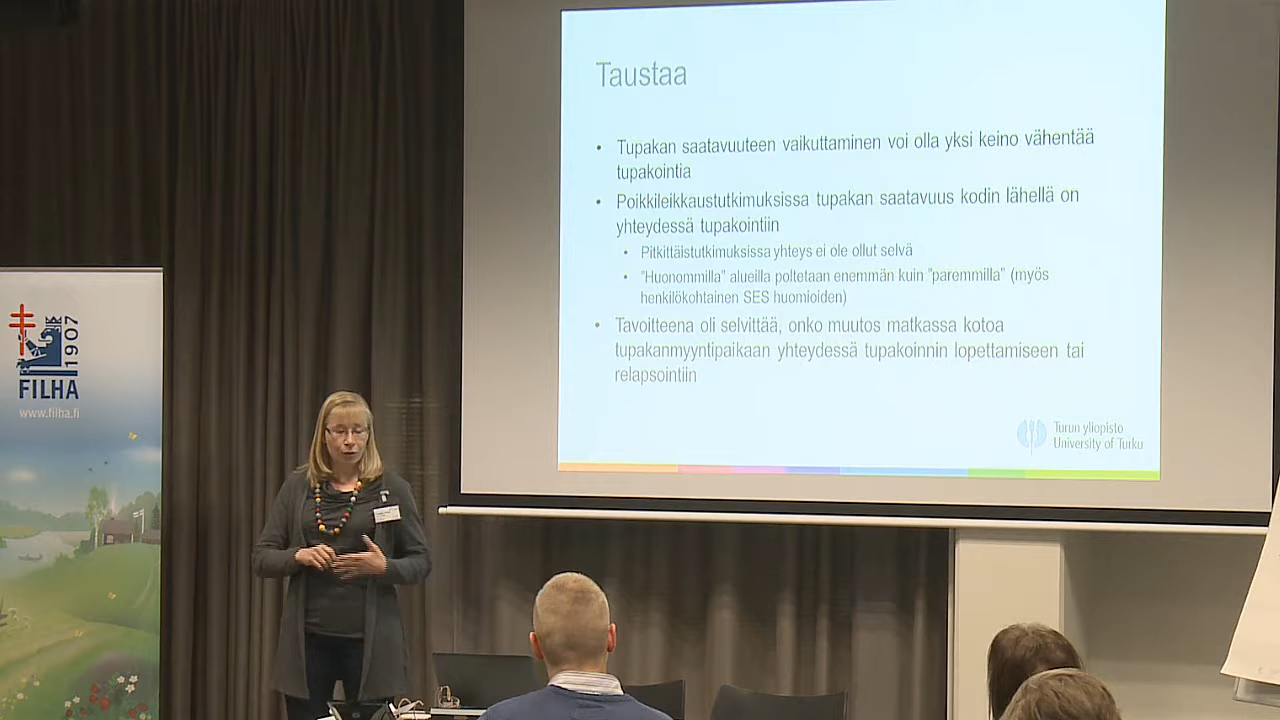 Taustaa
• Tupakan saatavuuteen vaikuttaminen voi olla yksi keino vähentää
tupakointia
• Poikkileikkaustutkimuksissa tupakan saatavuus kodin lähellä on
yhteydessä tupakointiin
• Pitkittäistutkimuksissa yhteys ei ole ollut selvä
• "Huonommilla" alueilla poltetaan enemmän kuin "paremmilla" (myös
henkilökohtainen SES huomioiden)
• Tavoitteena oli selvittää, onko muutos matkassa kotoa
tupakanmyyntipaikaan yhteydessä tupakoinnin lopettamiseen tai
relapsointiin
Turun yliopisto
University of Turku
1907
FILHA
www.filha.fi